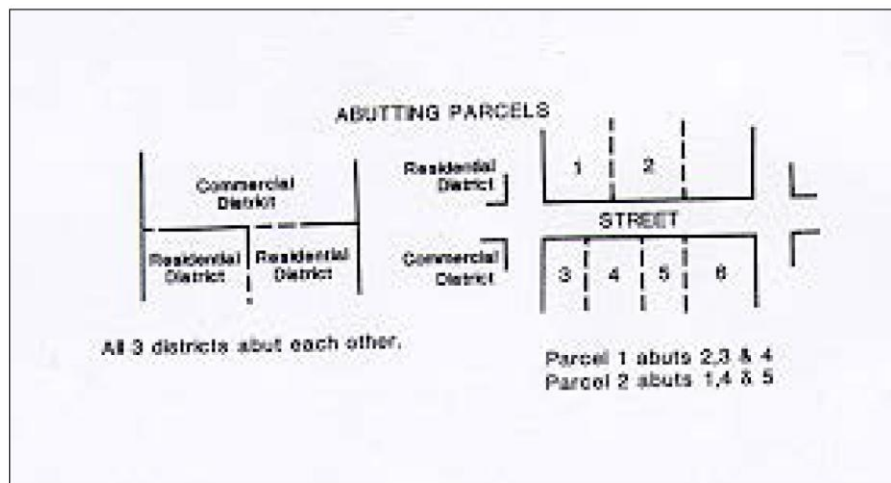 ABUTTING PARCELS
Commercial
District
Residential
District
Residential
District
All 3 districts abut each other.
Residential
District
1
2
STREET
Commercial
District
3
4
5
6
Parcel 1 abuts 2,3 & 4
Parcel 2 abuts 1,4 & 5